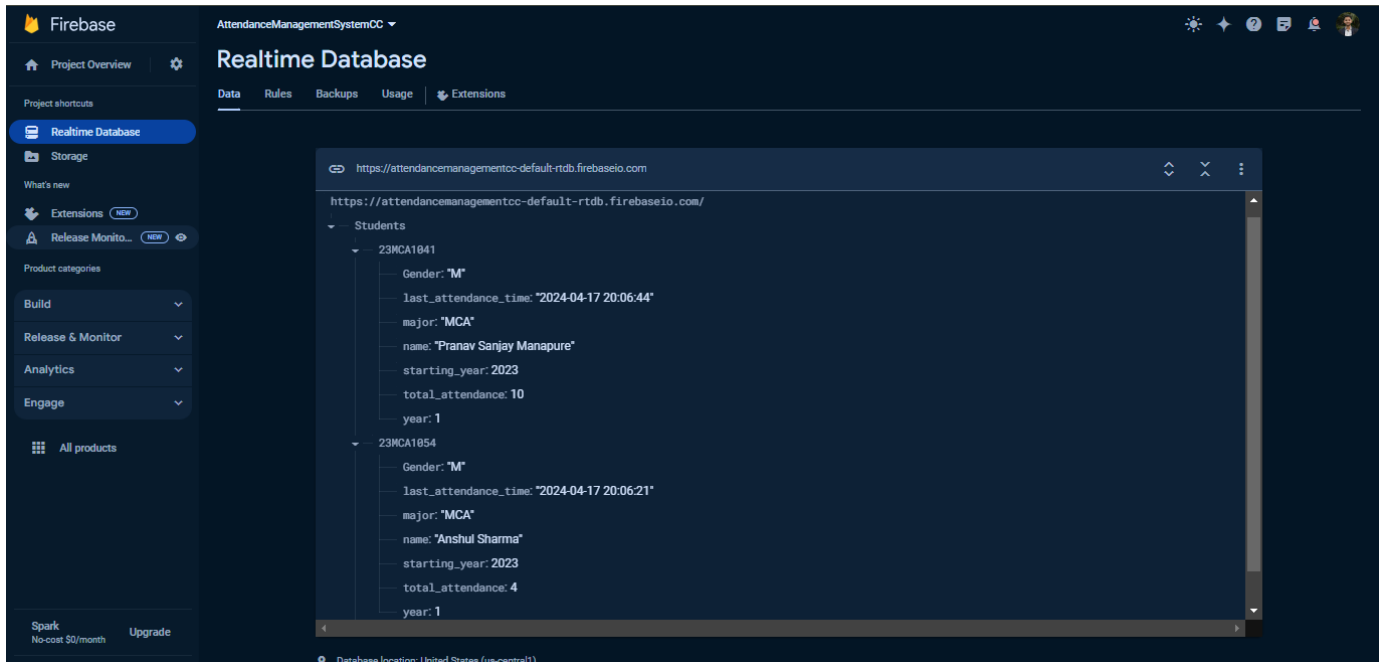 Firebase
Project Overview
Project shortcuts
Realtime Database
Storage
What's new
Extensions NEW
Release Monito... NEW
Product categories
Build
Release & Monitor
Analytics
Engage
All products
Spark
No-cost $0/month
Upgrade
AttendanceManagementSystemCC
Realtime Database
Data Rules Backups Usage Extensions
https://attendancemanagementcc-default-rtdb.firebaseio.com
https://attendancemanagementcc-default-rtdb.firebaseio.com/
Students
23MCA1041
Gender: "M"
last_attendance_time: "2024-04-17 20:06:44"
major: "MCA"
name: "Pranav Sanjay Manapure"
starting_year: 2023
total_attendance: 10
year: 1
23MCA1054
Gender: "M"
last_attendance_time: "2024-04-17 20:06:21"
major: "MCA"
name: "Anshul Sharma"
starting_year: 2023
total_attendance: 4
year: 1
Database location: United States (us-central1)